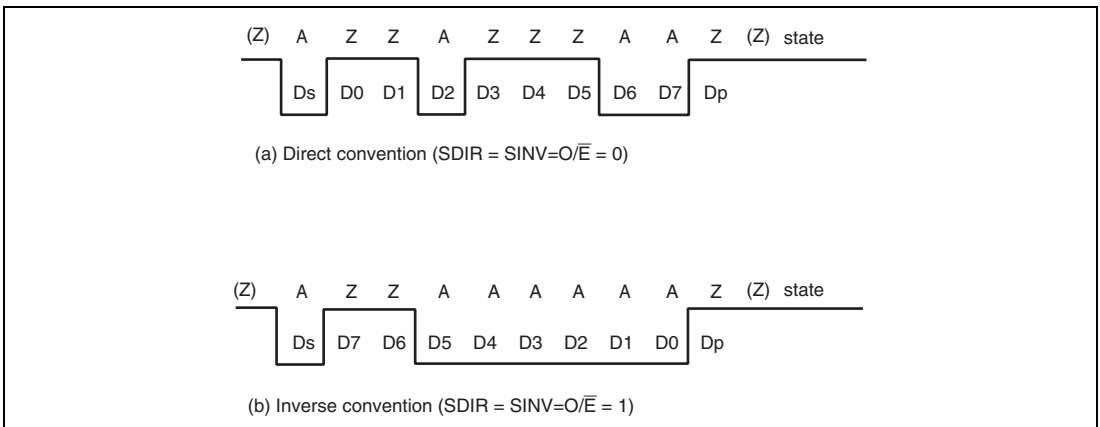 (Z) A Z Z A Z Z Z A A Z (Z) state
Ds D0 D1 D2 D3 D4 D5 D6 D7 Dp
(a) Direct convention (SDIR = SINV=O/E̅ = 0)
(Z) A Z Z A A A A A A Z (Z) state
Ds D7 D6 D5 D4 D3 D2 D1 D0 Dp
(b) Inverse convention (SDIR = SINV=O/E̅ = 1)